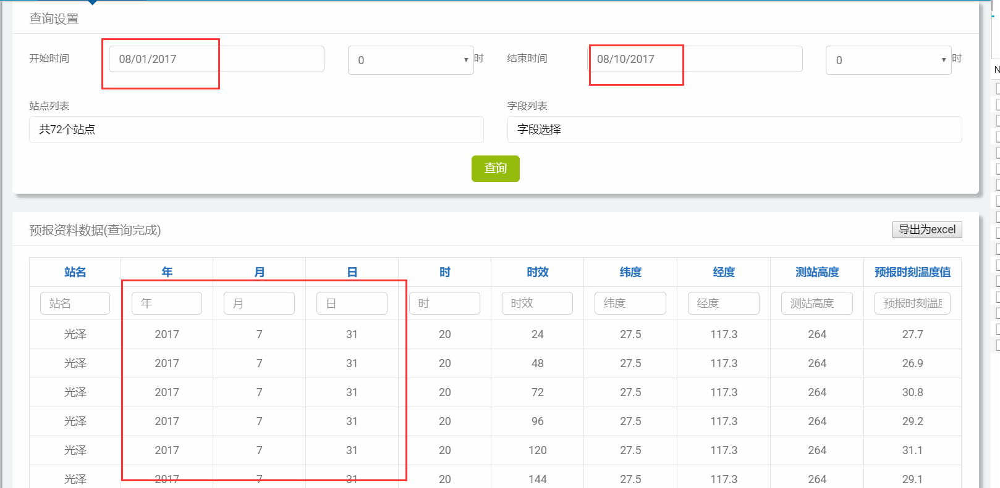 查询设置
开始时间 08/01/2017 0 时 结束时间 08/10/2017 0 时
站点列表 字段列表
共72个站点 字段选择
查询
预报资料数据(查询完成) 导出为excel
站名 年 月 日 时 时效 纬度 经度 测站高度 预报时刻温度值
站名 年 月 日 时 时效 纬度 经度 测站高度 预报时刻温
光泽 2017 7 31 20 24 27.5 117.3 264 27.7
光泽 2017 7 31 20 48 27.5 117.3 264 26.9
光泽 2017 7 31 20 72 27.5 117.3 264 30.8
光泽 2017 7 31 20 96 27.5 117.3 264 29.2
光泽 2017 7 31 20 120 27.5 117.3 264 31.1
光泽 2017 7 31 20 144 27.5 117.3 264 29.1